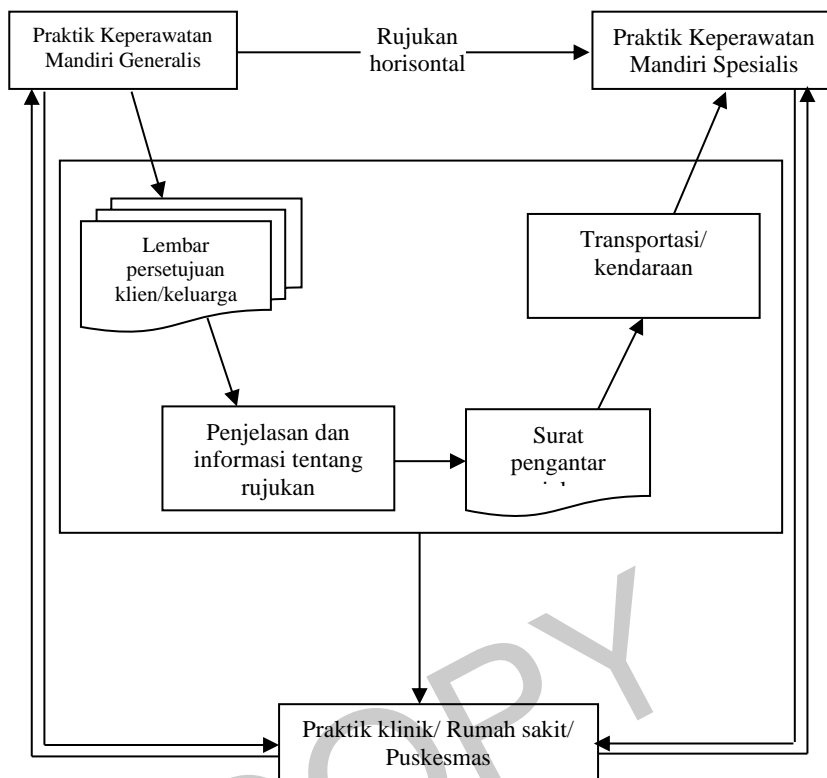 Praktik Keperawatan
Mandiri Generalis
Rujukan
horisontal
Praktik Keperawatan
Mandiri Spesialis
Lembar
persetujuan
klien/keluarga
Transportasi/
kendaraan
Penjelasan dan
informasi tentang
rujukan
Surat
pengantar
Praktik klinik/ Rumah sakit/
Puskesmas
COPY